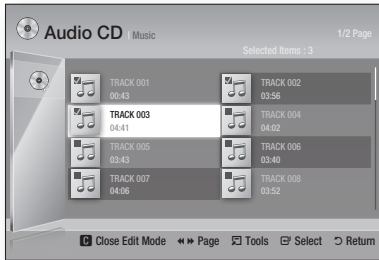 Audio CD | Music
1/2 Page
Selected Items : 3
TRACK 001
00:43
TRACK 002
03:56
TRACK 003
04:41
TRACK 004
04:02
TRACK 005
03:43
TRACK 006
03:40
TRACK 007
04:06
TRACK 008
03:52
C Close Edit Mode Page Tools Select Return